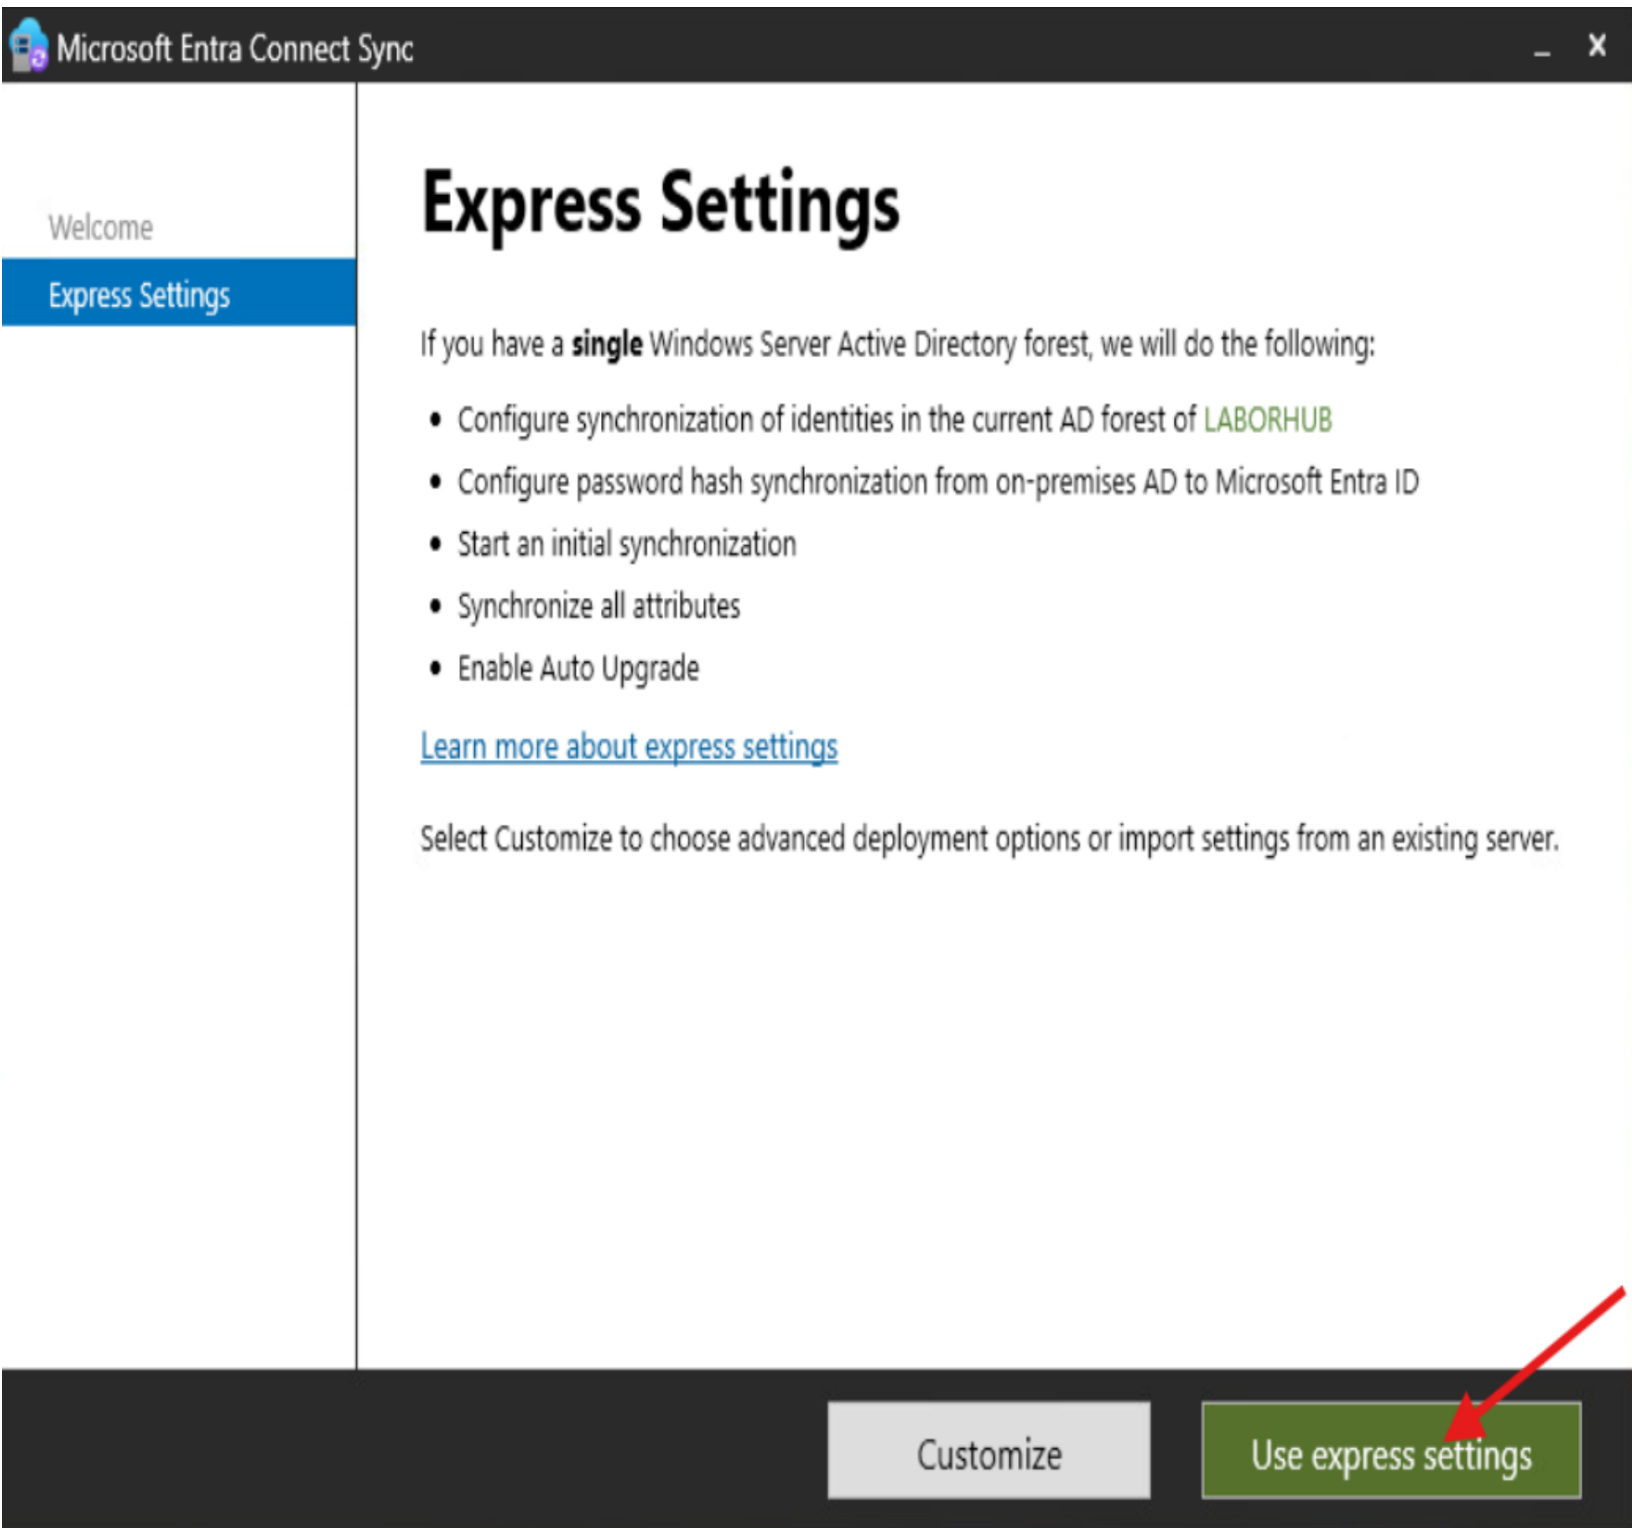 Microsoft Entra Connect Sync
Welcome
Express Settings
Express Settings
If you have a single Windows Server Active Directory forest, we will do the following:
• Configure synchronization of identities in the current AD forest of LABORHUB
• Configure password hash synchronization from on-premises AD to Microsoft Entra ID
• Start an initial synchronization
• Synchronize all attributes
• Enable Auto Upgrade
Learn more about express settings
Select Customize to choose advanced deployment options or import settings from an existing server.
Customize
Use express settings